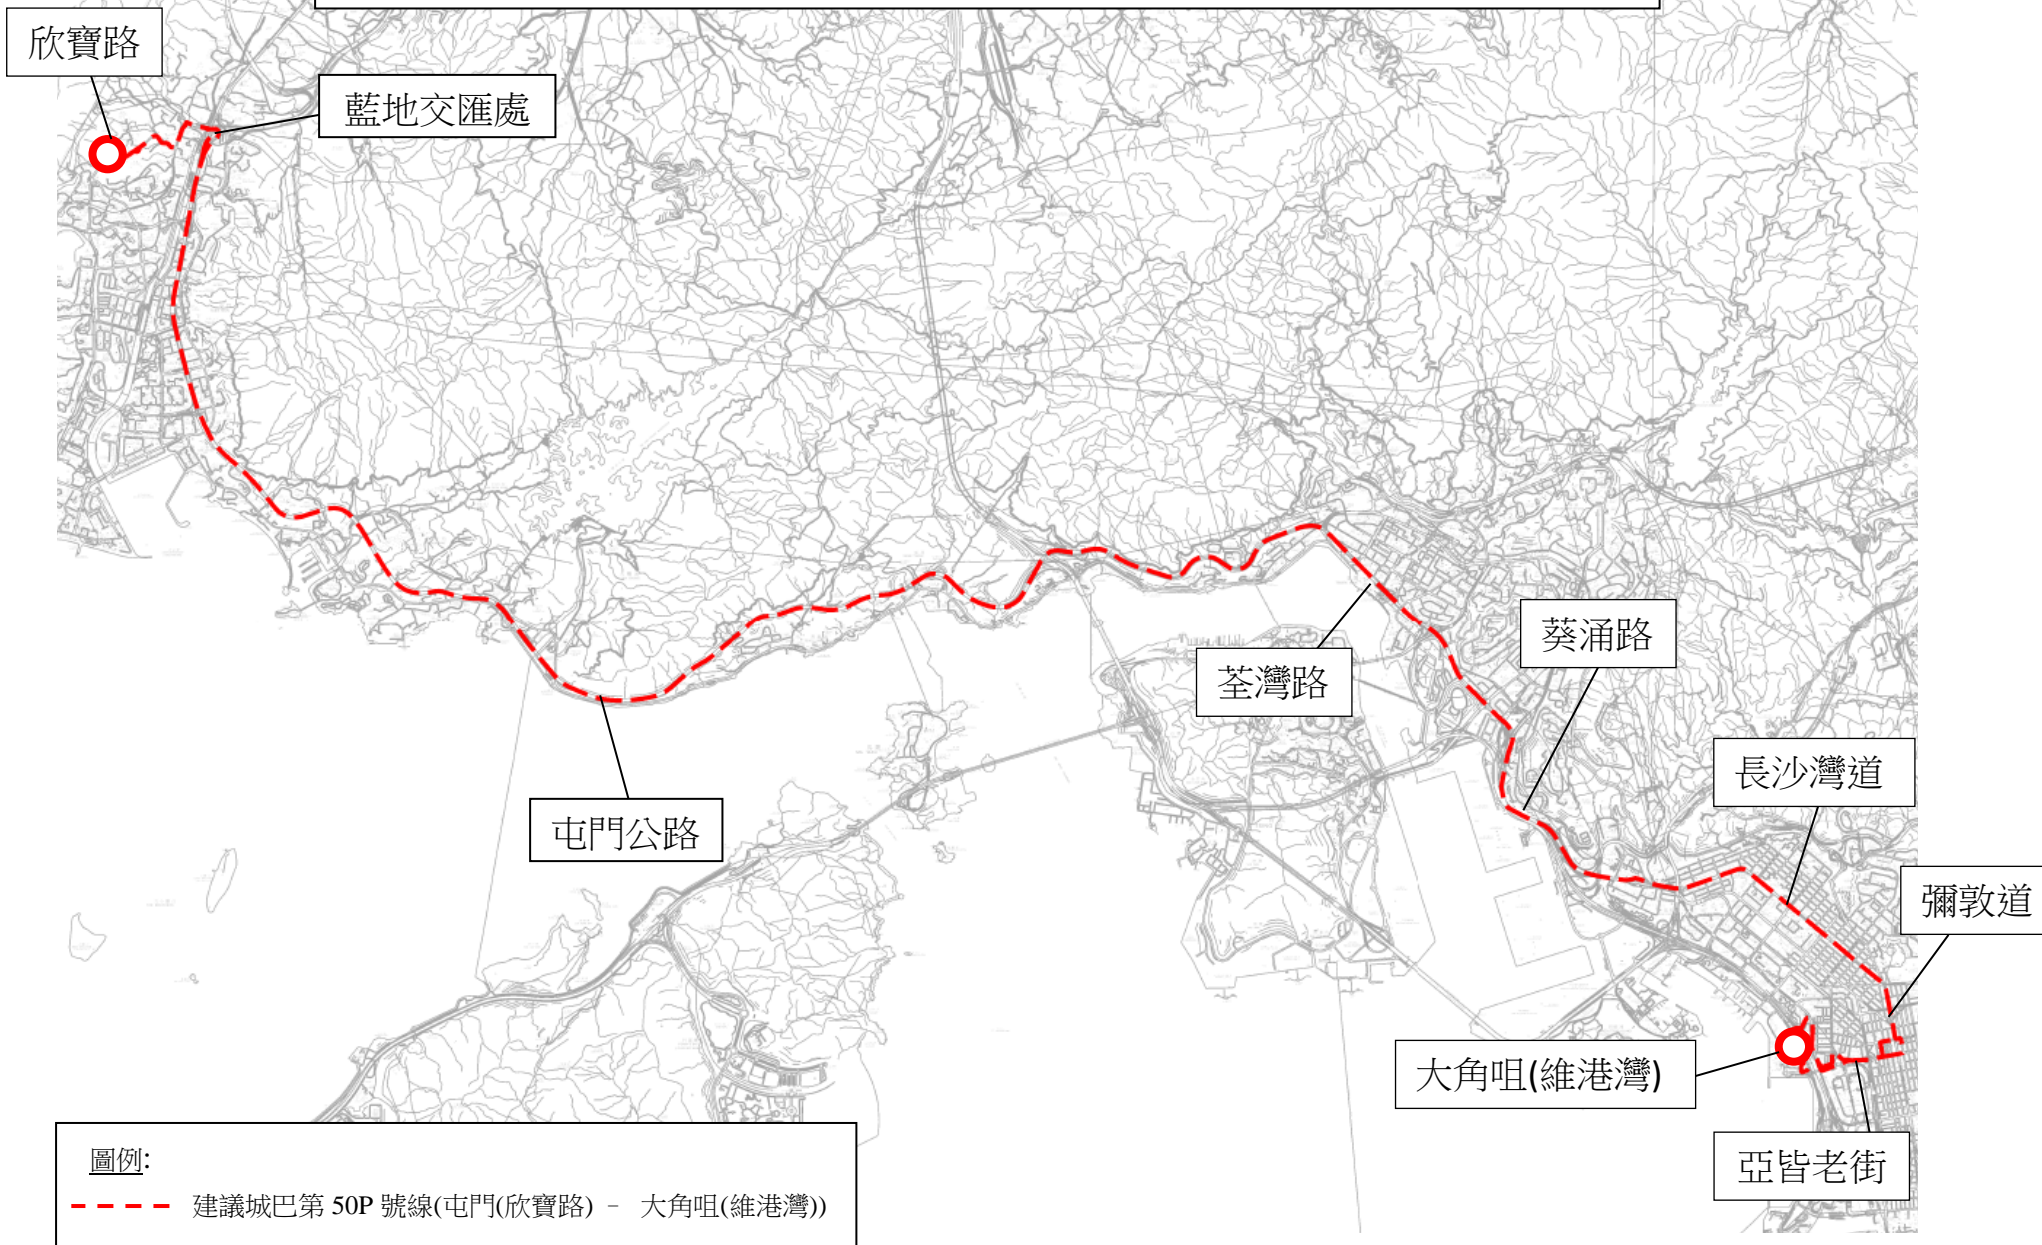 欣寶路
藍地交匯處
葵涌路
荃灣路
長沙灣道
屯門公路
彌敦道
大角咀(維港灣)
亞皆老街
圖例:
建議城巴第 50P 號線(屯門(欣寶路) - 大角咀(維港灣))